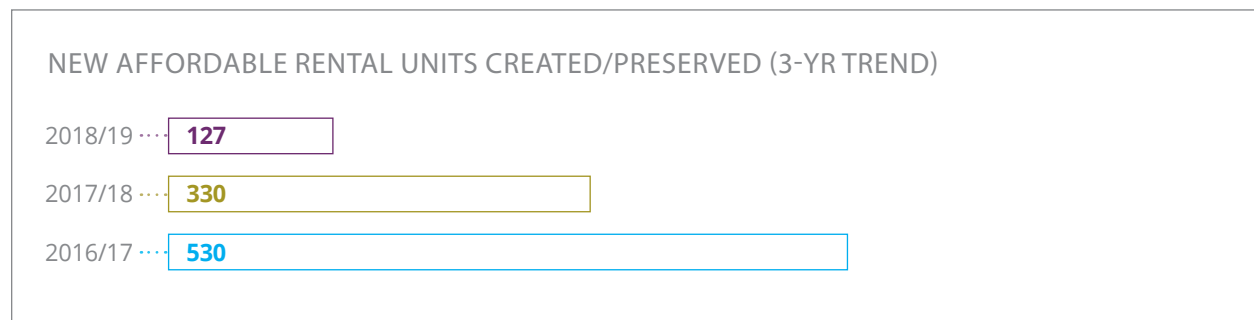 NEW AFFORDABLE RENTAL UNITS CREATED/PRESERVED (3-YR TREND)
2018/19 ···· 127
2017/18 ···· 330
2016/17 ···· 530